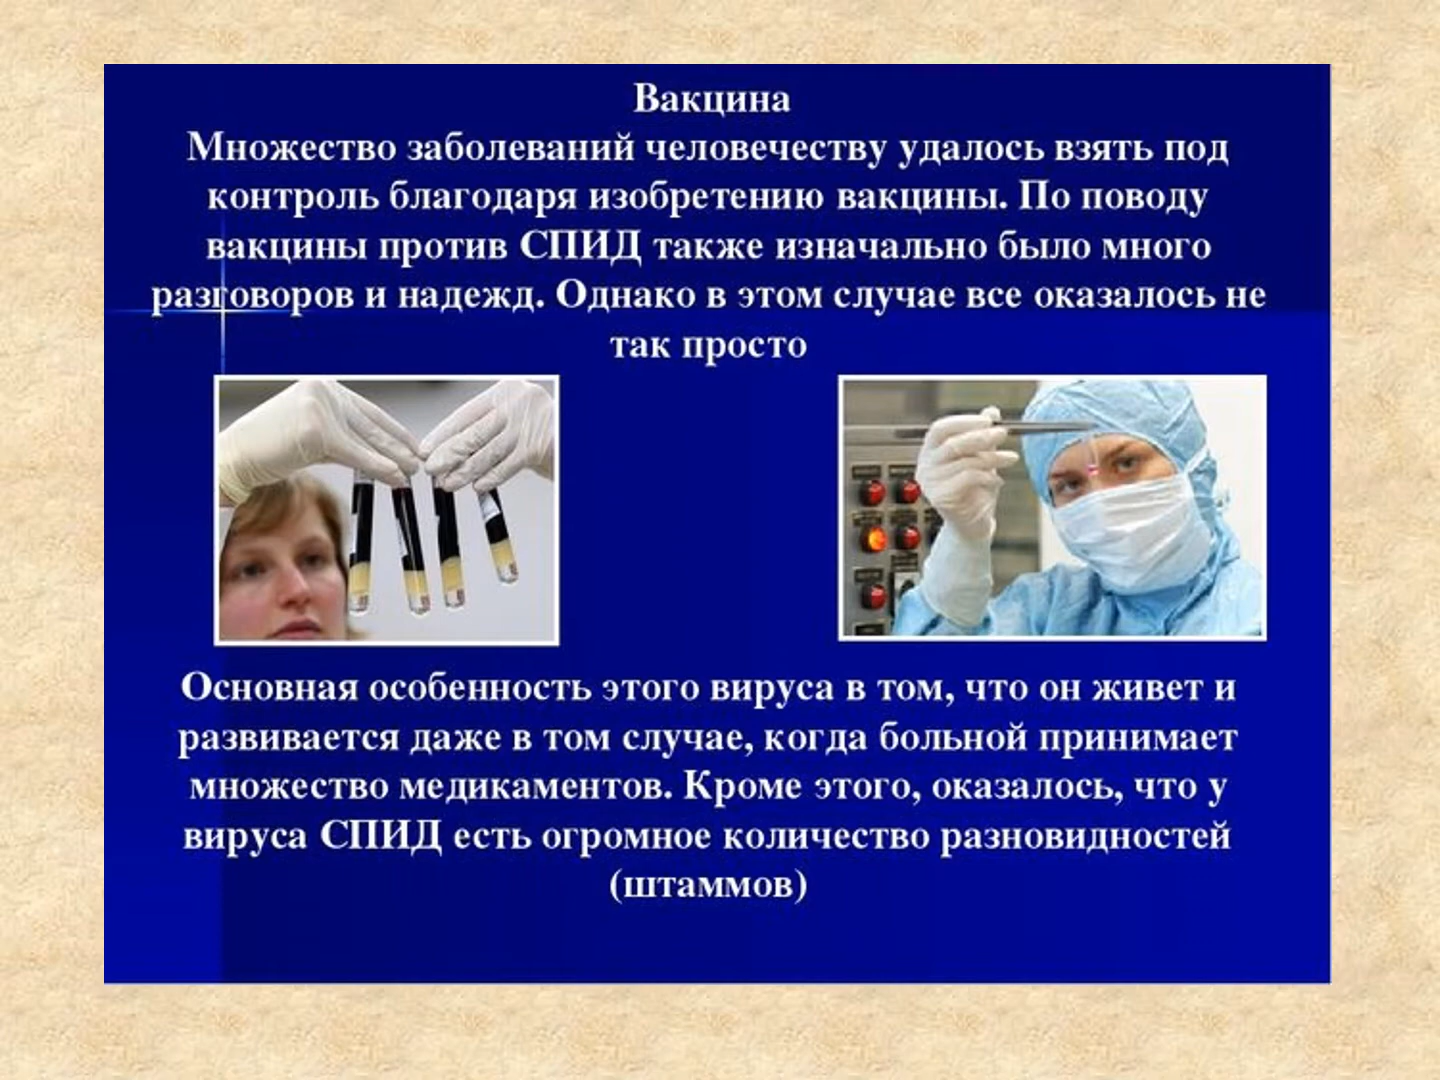 Вакцина
Множество заболеваний человечеству удалось взять под
контроль благодаря изобретению вакцины. По поводу
вакцины против СПИД также изначально было много
разговоров и надежд. Однако в этом случае все оказалось не
так просто
Основная особенность этого вируса в том, что он живет и
развивается даже в том случае, когда больной принимает
множество медикаментов. Кроме этого, оказалось, что у
вируса СПИД есть огромное количество разновидностей
(штаммов)